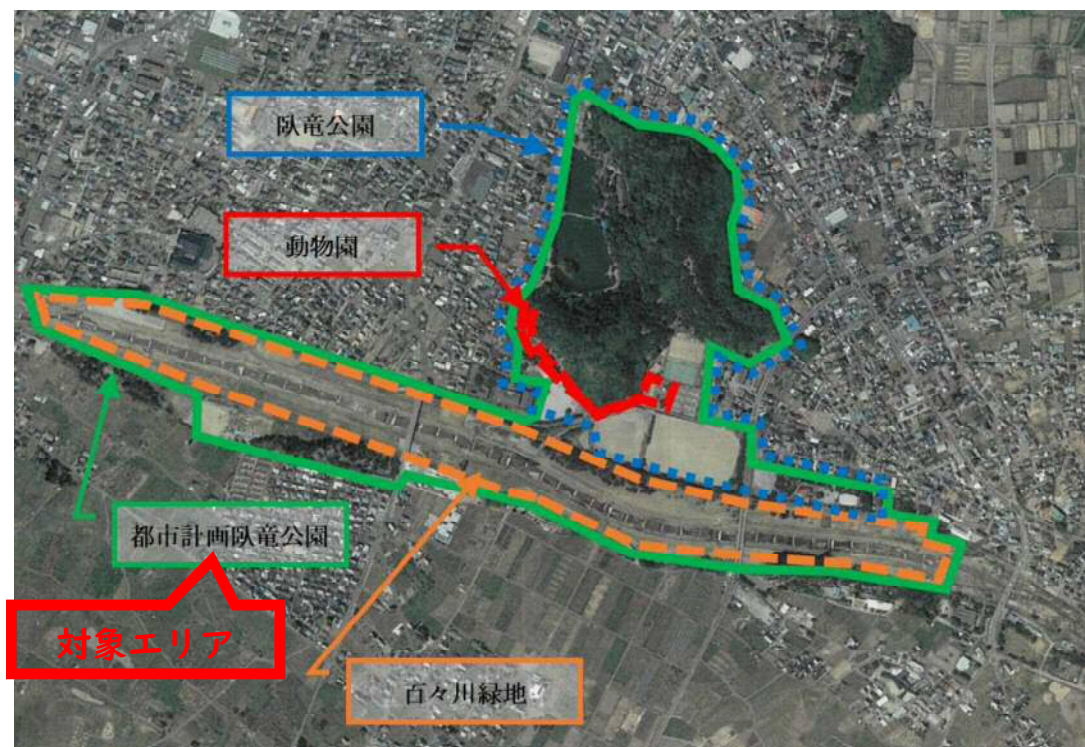 臥竜公園
動物園
都市計画臥竜公園
対象エリア
百々川緑地